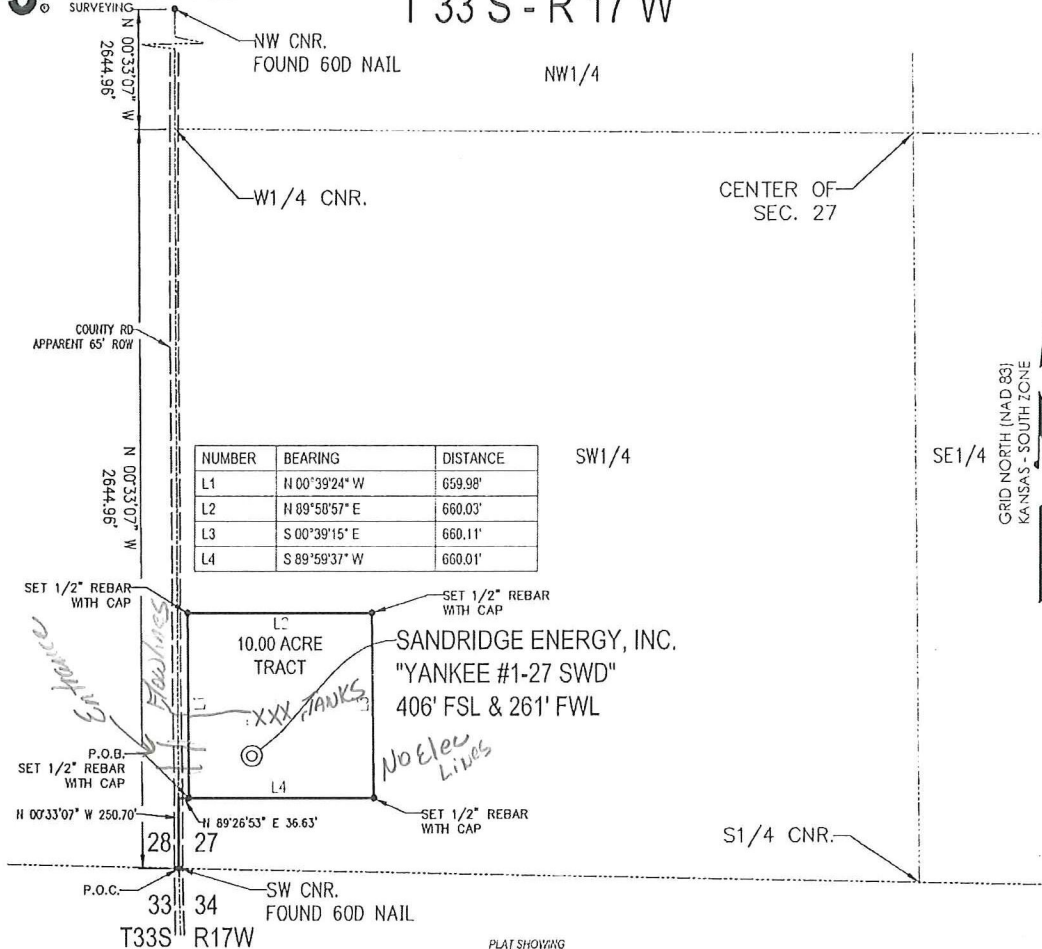 SURVEYING
T 33 S - R 17 W
N 00°33'07" W
2644.96'
NW CNR.
FOUND 60D NAIL
NW1/4
W1/4 CNR.
CENTER OF
SEC. 27
COUNTY RD
APPARENT 65' ROW
GRID NORTH (NAD 83)
KANSAS - SOUTH ZONE
N 00°33'07" W
2644.96'
NUMBER BEARING DISTANCE
L1 N 00°39'24" W 659.98'
L2 N 89°58'57" E 660.03'
L3 S 00°39'15" E 660.11'
L4 S 89°59'37" W 660.01'
SW1/4
SE1/4
SET 1/2" REBAR
WITH CAP
SET 1/2" REBAR
WITH CAP
Entrance
Flowlines
L2
10.00 ACRE
TRACT
L1
L3
XXX TANKS
SANDRIDGE ENERGY, INC.
"YANKEE #1-27 SWD"
406' FSL & 261' FWL
No Elec
Lines
P.O.B.
SET 1/2" REBAR
WITH CAP
L4
SET 1/2" REBAR
WITH CAP
N 00°33'07" W 250.70'
N 89°26'53" E 36.63'
28 27
S1/4 CNR.
P.O.C.
33 34
SW CNR.
FOUND 60D NAIL
T33S R17W
PLAT SHOWING